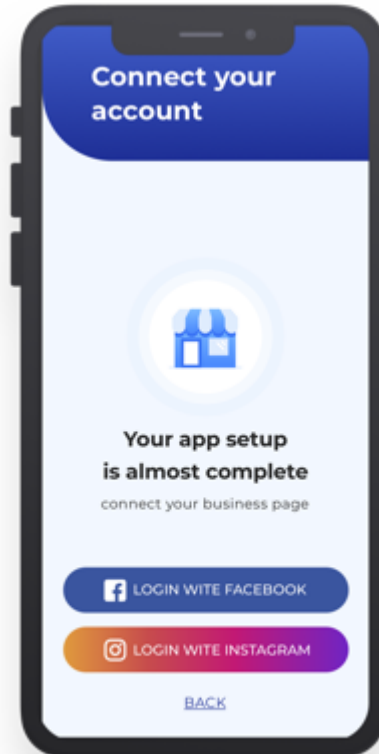 Connect your
account
Your app setup
is almost complete
connect your business page
LOGIN WITE FACEBOOK
LOGIN WITE INSTAGRAM
BACK